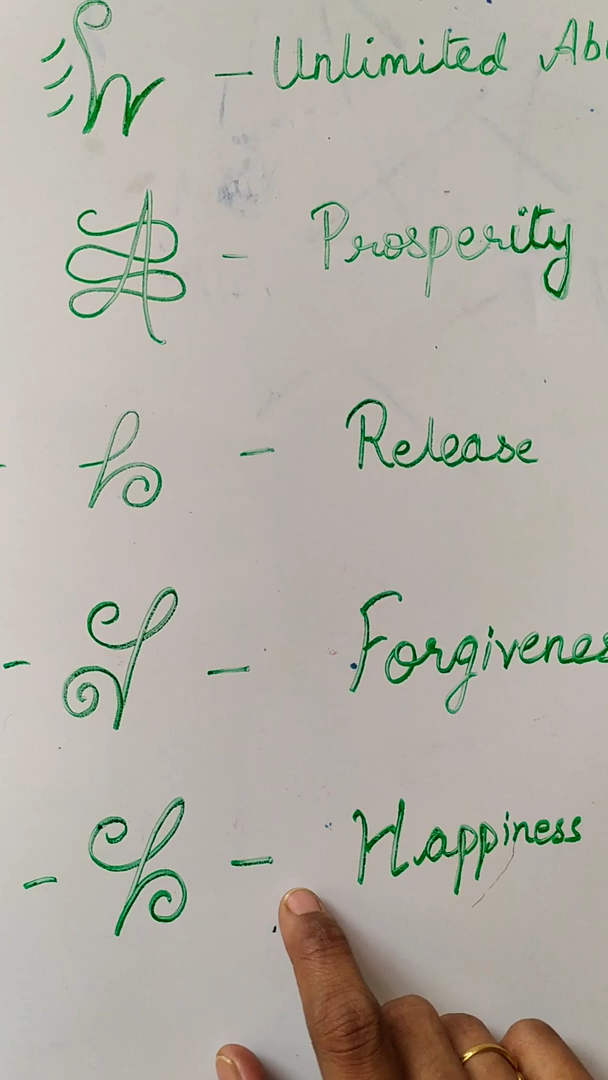 — Unlimited
- Prosperity
- Release
- Forgivenes
- Happiness